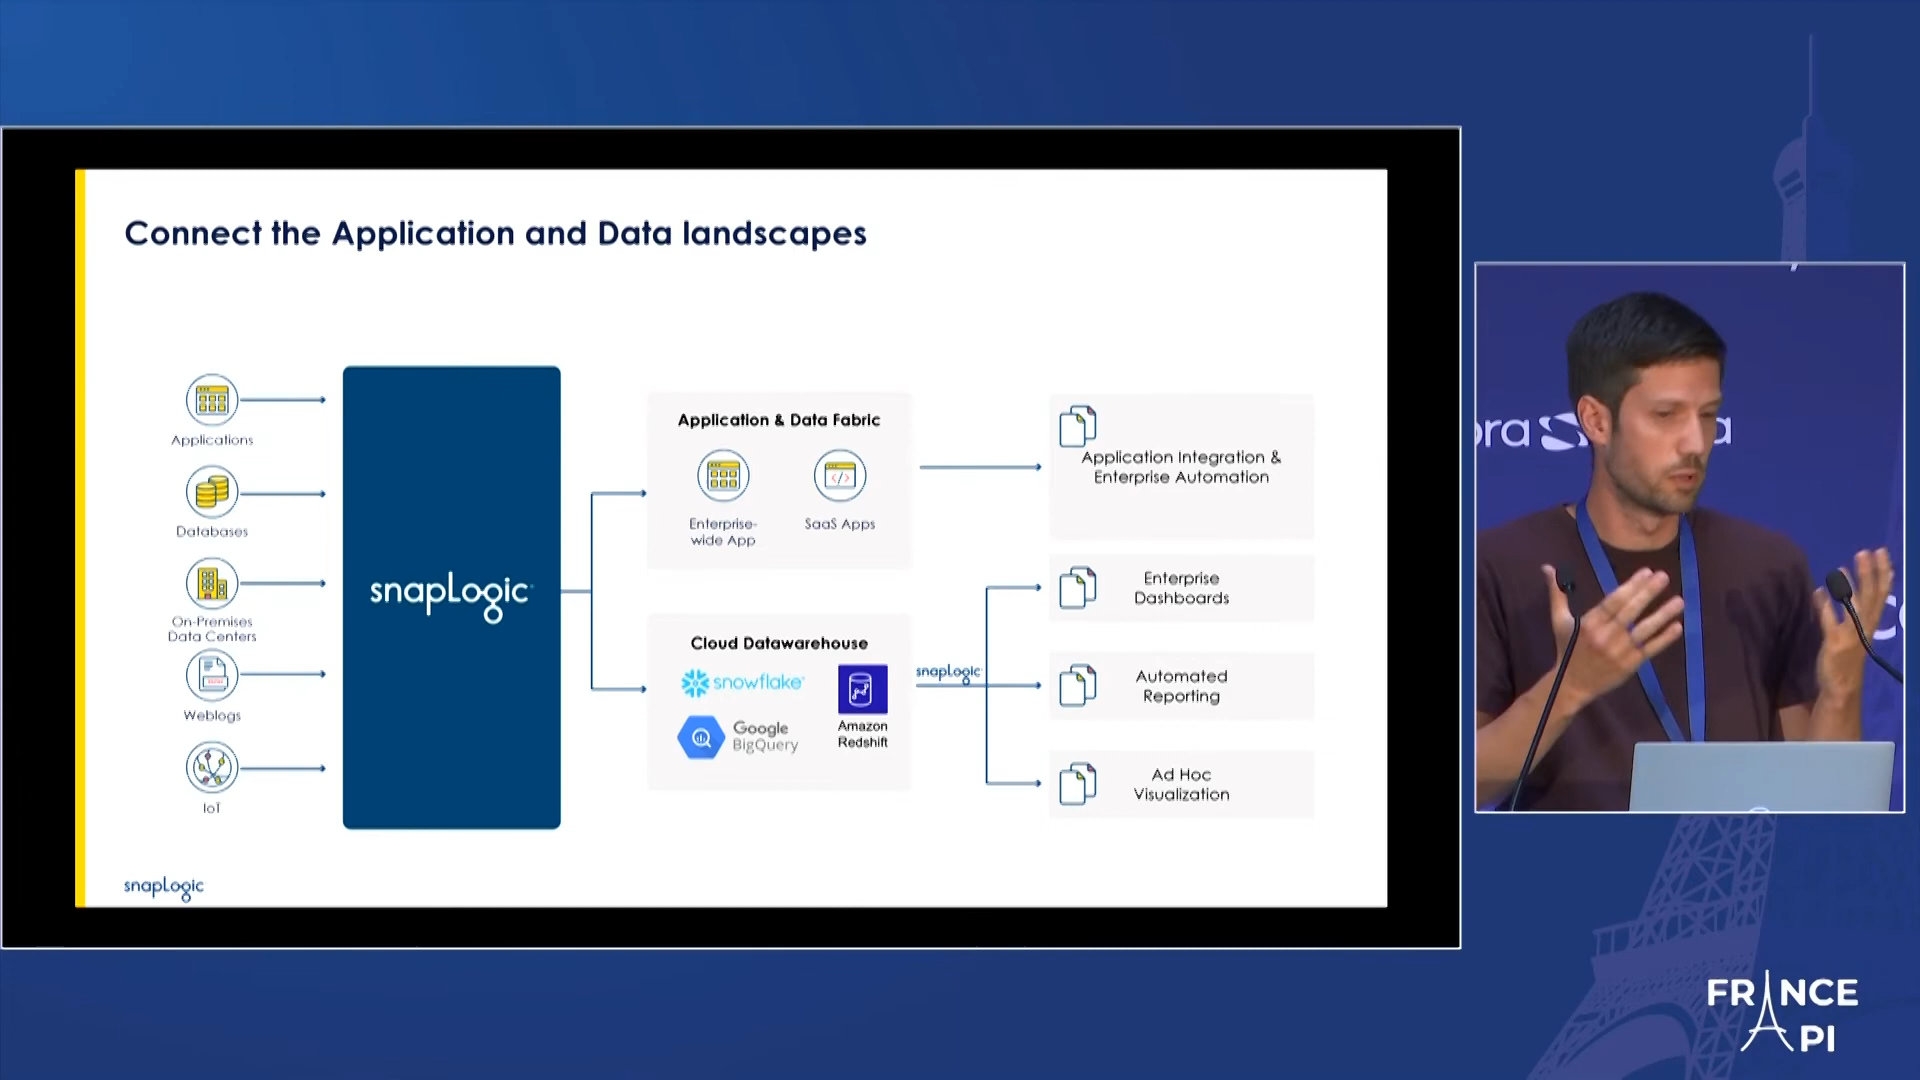 Connect the Application and Data landscapes
Applications
Databases
On-Premises
Data Centers
Weblogs
IoT
snapLogic
Application & Data Fabric
Enterprise-
wide App
SaaS Apps
Cloud Datawarehouse
snowflake
Google
BigQuery
Amazon
Redshift
snapLogic
Application Integration &
Enterprise Automation
Enterprise
Dashboards
Automated
Reporting
Ad Hoc
Visualization
snapLogic
ora
a
FRANCE
API